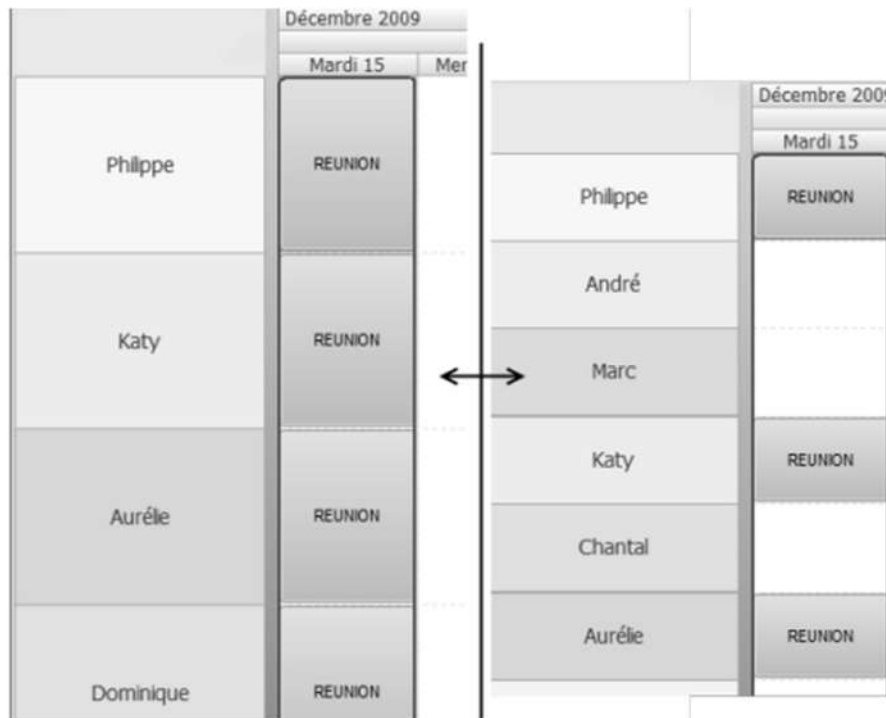 Décembre 2009
Mardi 15
Mer
Philippe
REUNION
Katy
REUNION
Aurélie
REUNION
Dominique
REUNION
Décembre 2009
Mardi 15
Philippe
REUNION
André
Marc
Katy
REUNION
Chantal
Aurélie
REUNION